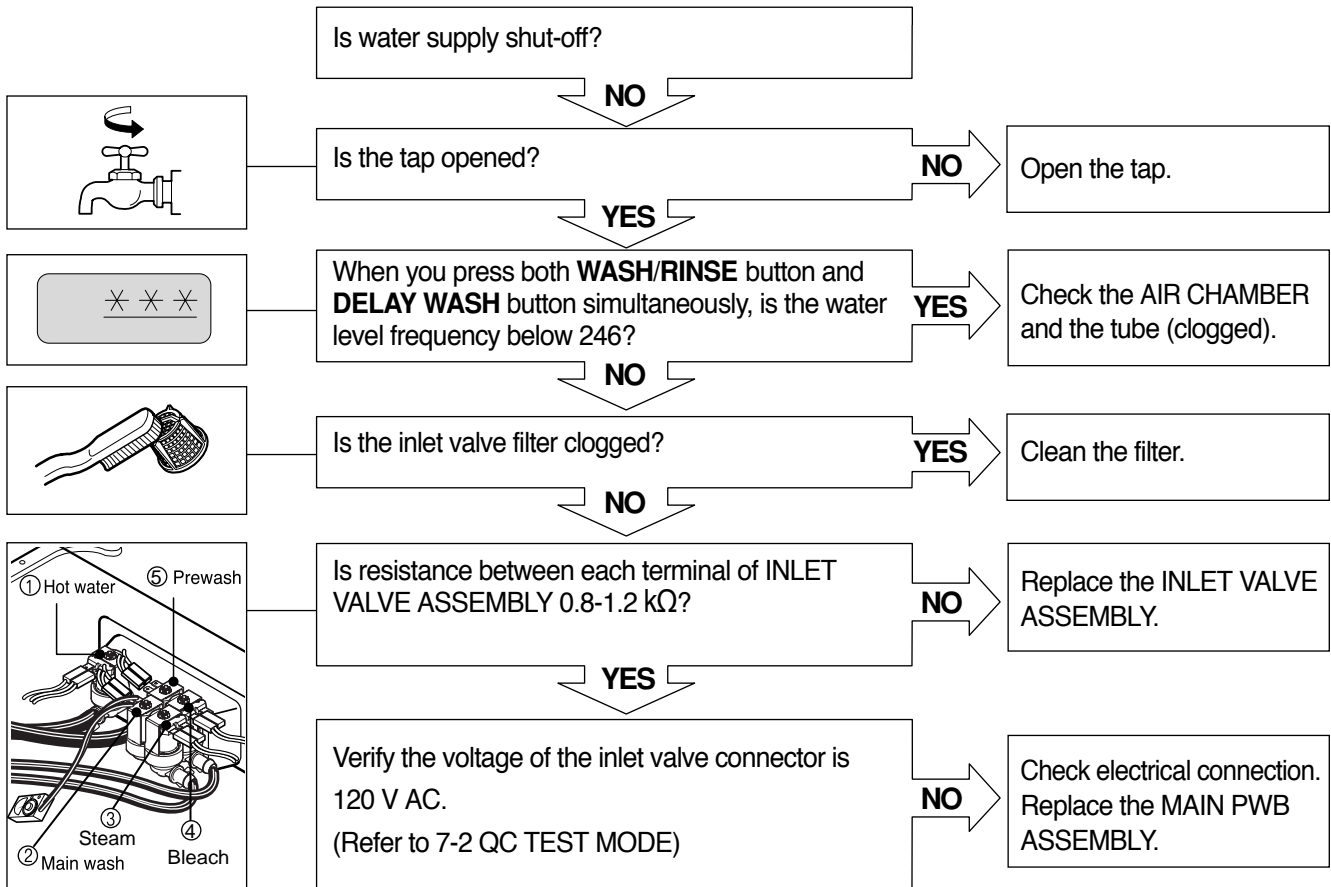 Is water supply shut-off?
NO
Is the tap opened?
NO
Open the tap.
YES
When you press both WASH/RINSE button and
DELAY WASH button simultaneously, is the water
level frequency below 246?
YES
Check the AIR CHAMBER
and the tube (clogged).
NO
Is the inlet valve filter clogged?
YES
Clean the filter.
NO
① Hot water
⑤ Prewash
③
Steam
④
Bleach
② Main wash
Is resistance between each terminal of INLET
VALVE ASSEMBLY 0.8-1.2 kΩ?
NO
Replace the INLET VALVE
ASSEMBLY.
YES
Verify the voltage of the inlet valve connector is
120 V AC.
(Refer to 7-2 QC TEST MODE)
NO
Check electrical connection.
Replace the MAIN PWB
ASSEMBLY.